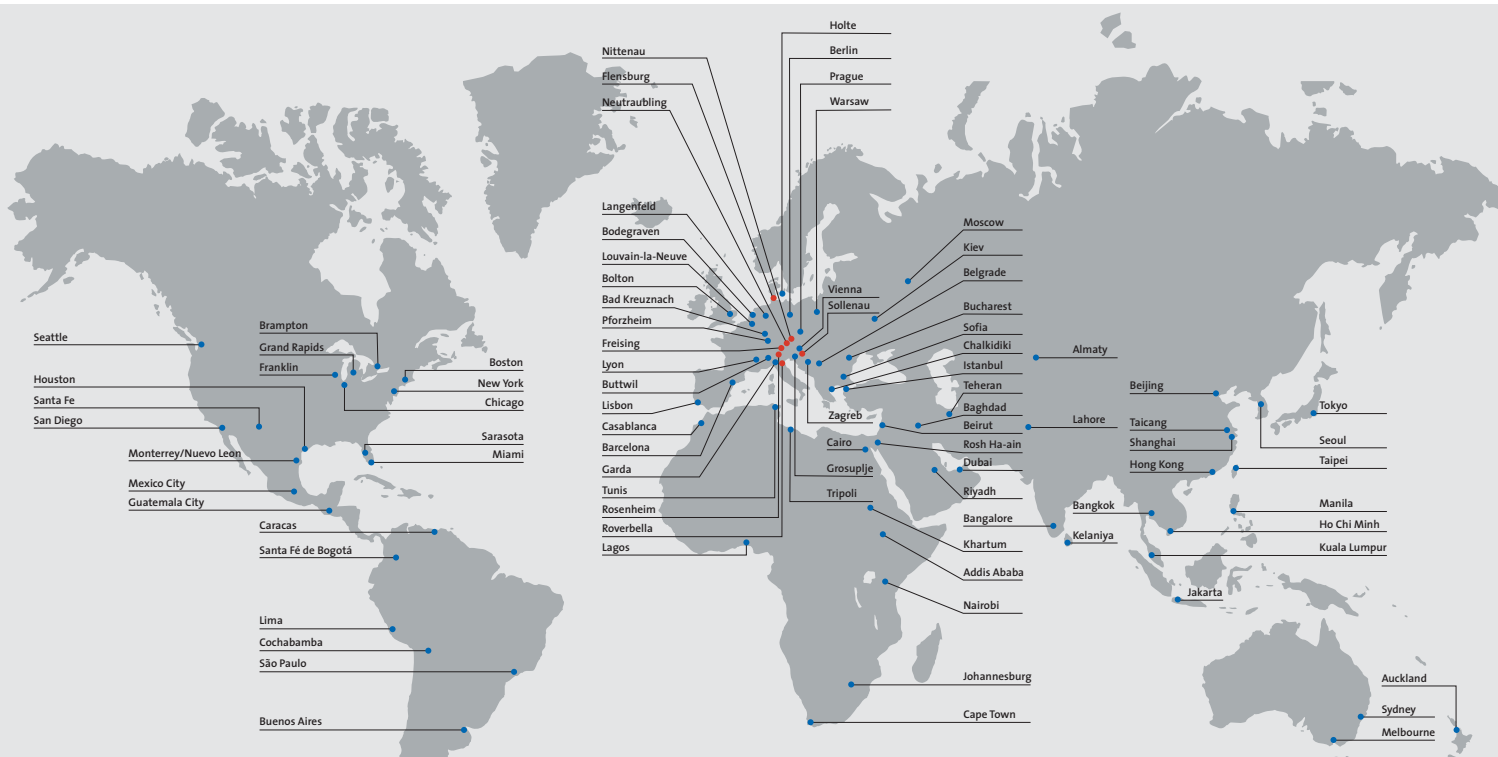 Holte
Nittenau
Berlin
Flensburg
Prague
Neutraubling
Warsaw
Langenfeld
Bodegraven
Louvain-la-Neuve
Bolton
Bad Kreuznach
Pforzheim
Freising
Lyon
Buttwil
Lisbon
Casablanca
Barcelona
Garda
Tunis
Rosenheim
Roverbella
Lagos
Vienna
Sollenau
Zagreb
Cairo
Grosuplje
Tripoli
Moscow
Kiev
Belgrade
Bucharest
Sofia
Chalkidiki
Istanbul
Teheran
Baghdad
Beirut
Rosh Ha-ain
Dubai
Riyadh
Bangalore
Khartum
Addis Ababa
Nairobi
Johannesburg
Cape Town
Seattle
Houston
Santa Fe
San Diego
Brampton
Grand Rapids
Franklin
Boston
New York
Chicago
Sarasota
Miami
Monterrey/Nuevo Leon
Mexico City
Guatemala City
Caracas
Santa Fé de Bogotá
Lima
Cochabamba
São Paulo
Buenos Aires
Almaty
Lahore
Bangkok
Kelaniya
Beijing
Taicang
Shanghai
Hong Kong
Jakarta
Tokyo
Seoul
Taipei
Manila
Ho Chi Minh
Kuala Lumpur
Auckland
Sydney
Melbourne